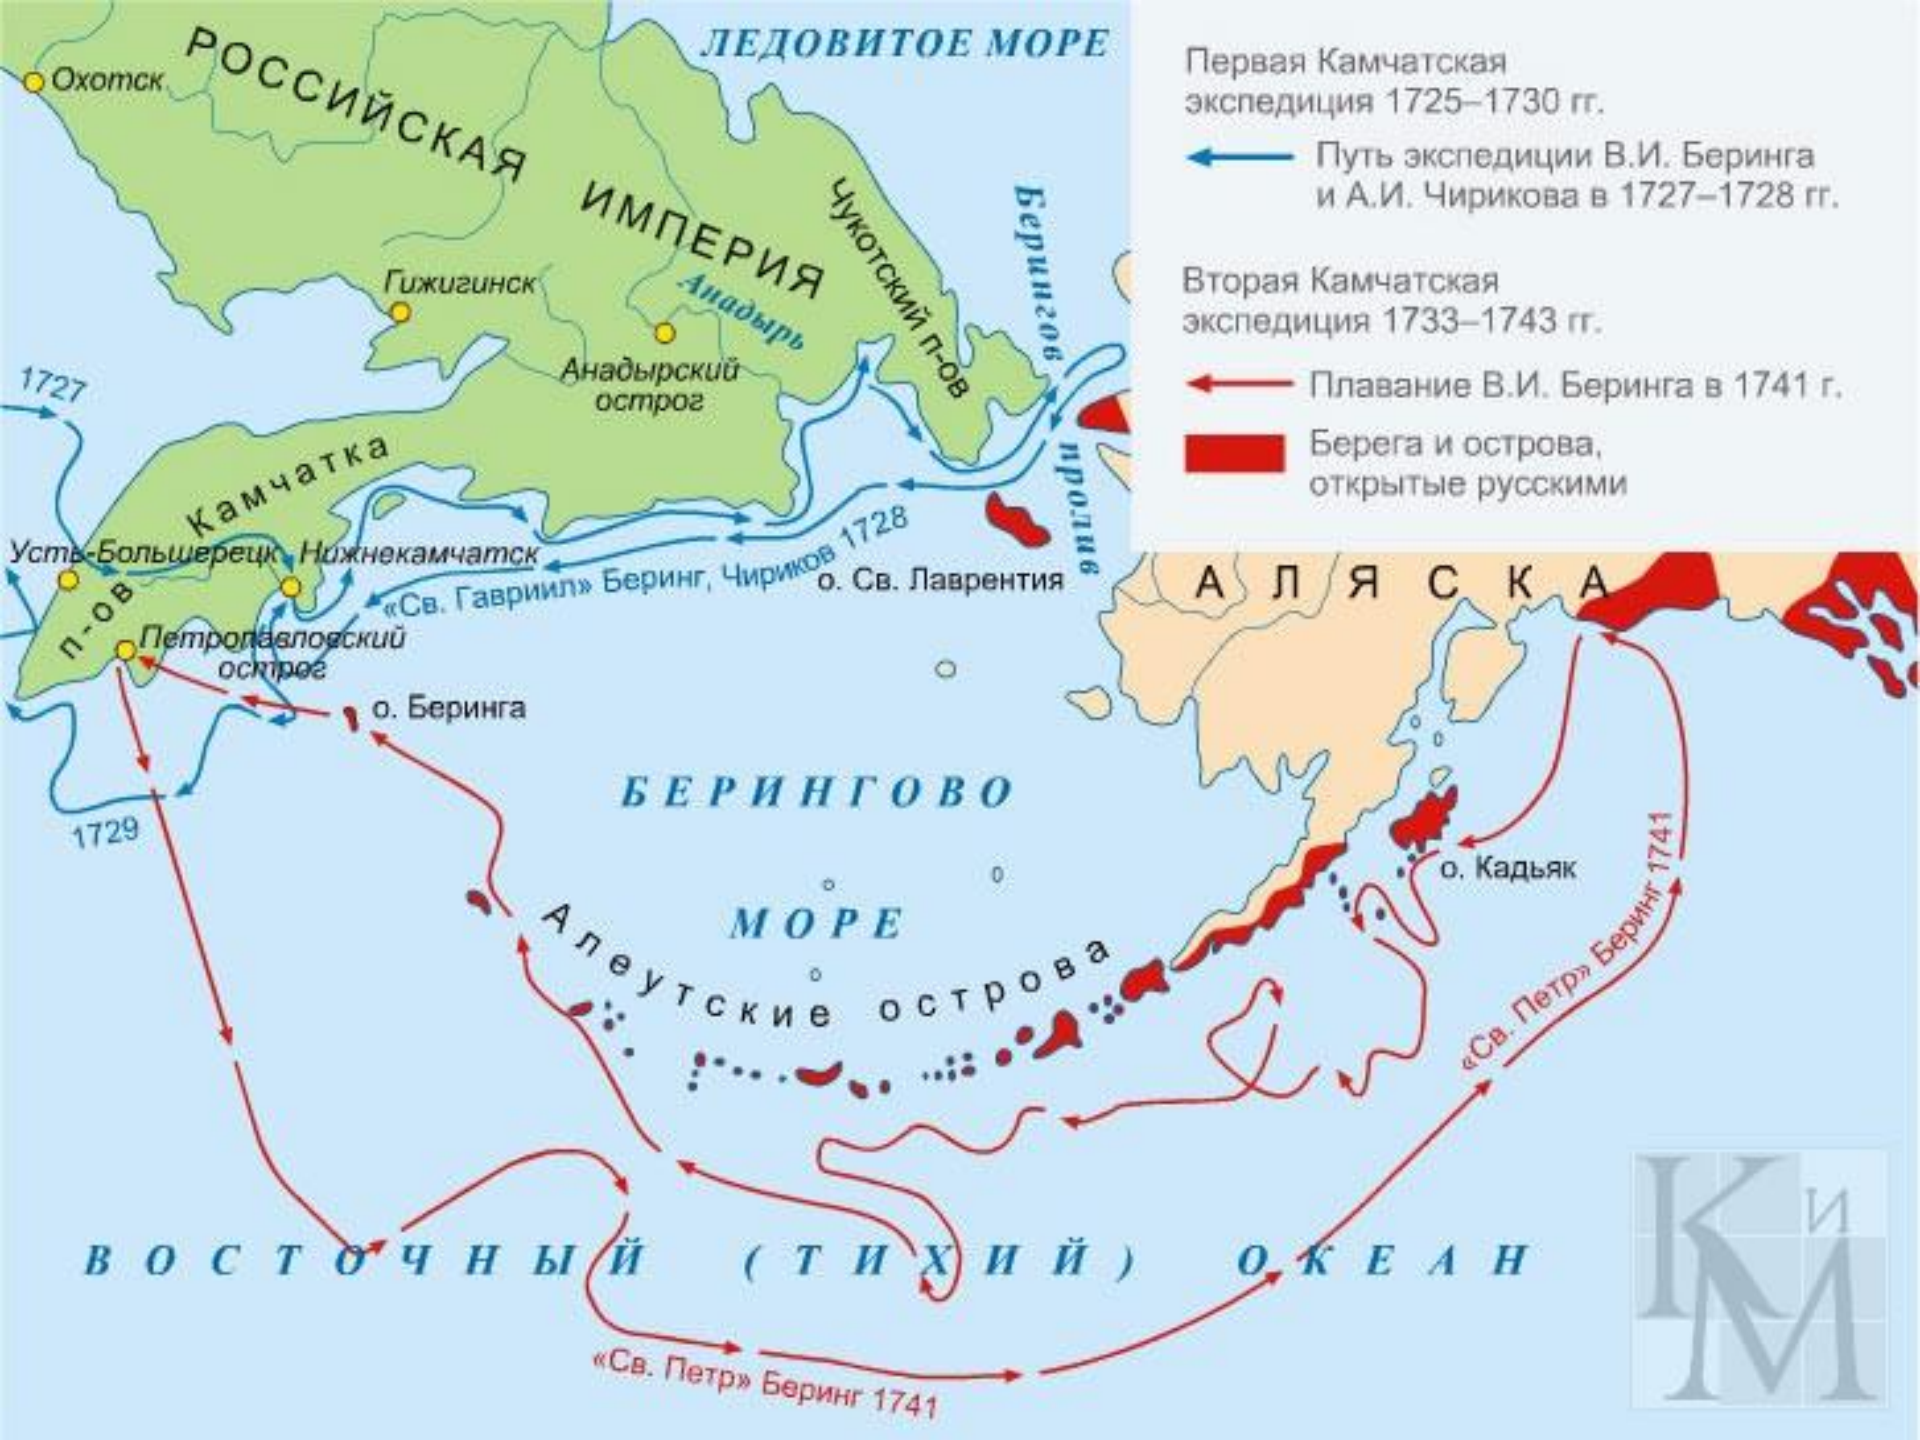 ЛЕДОВИТОЕ МОРЕ
Охотск
РОССИЙСКАЯ ИМПЕРИЯ
Чукотский п-ов
Берингов пролив
Гижигинск
Анадырь
Анадырский
острог
1727
п-ов Камчатка
Усть-Большерецк
Нижнекамчатск
«Св. Гавриил» Беринг, Чириков 1728
о. Св. Лаврентия
Петропавловский
острог
о. Беринга
1729
АЛЯСКА
БЕРИНГОВО
МОРЕ
Алеутские острова
о. Кадьяк
«Св. Петр» Беринг 1741
ВОСТОЧНЫЙ (ТИХИЙ) ОКЕАН
«Св. Петр» Беринг 1741
Первая Камчатская
экспедиция 1725–1730 гг.
Путь экспедиции В.И. Беринга
и А.И. Чирикова в 1727–1728 гг.
Вторая Камчатская
экспедиция 1733–1743 гг.
Плавание В.И. Беринга в 1741 г.
Берега и острова,
открытые русскими
КиМ